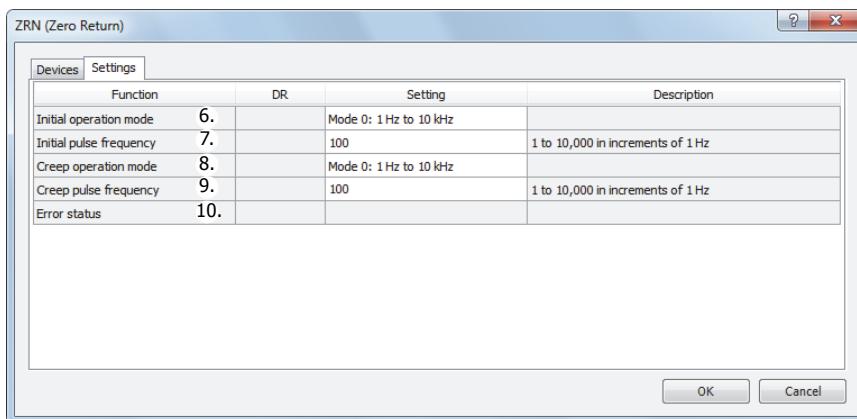 ZRN (Zero Return)
Devices Settings
Function DR Setting Description
Initial operation mode 6. Mode 0: 1 Hz to 10 kHz
Initial pulse frequency 7. 100 1 to 10,000 in increments of 1 Hz
Creep operation mode 8. Mode 0: 1 Hz to 10 kHz
Creep pulse frequency 9. 100 1 to 10,000 in increments of 1 Hz
Error status 10.
OK Cancel